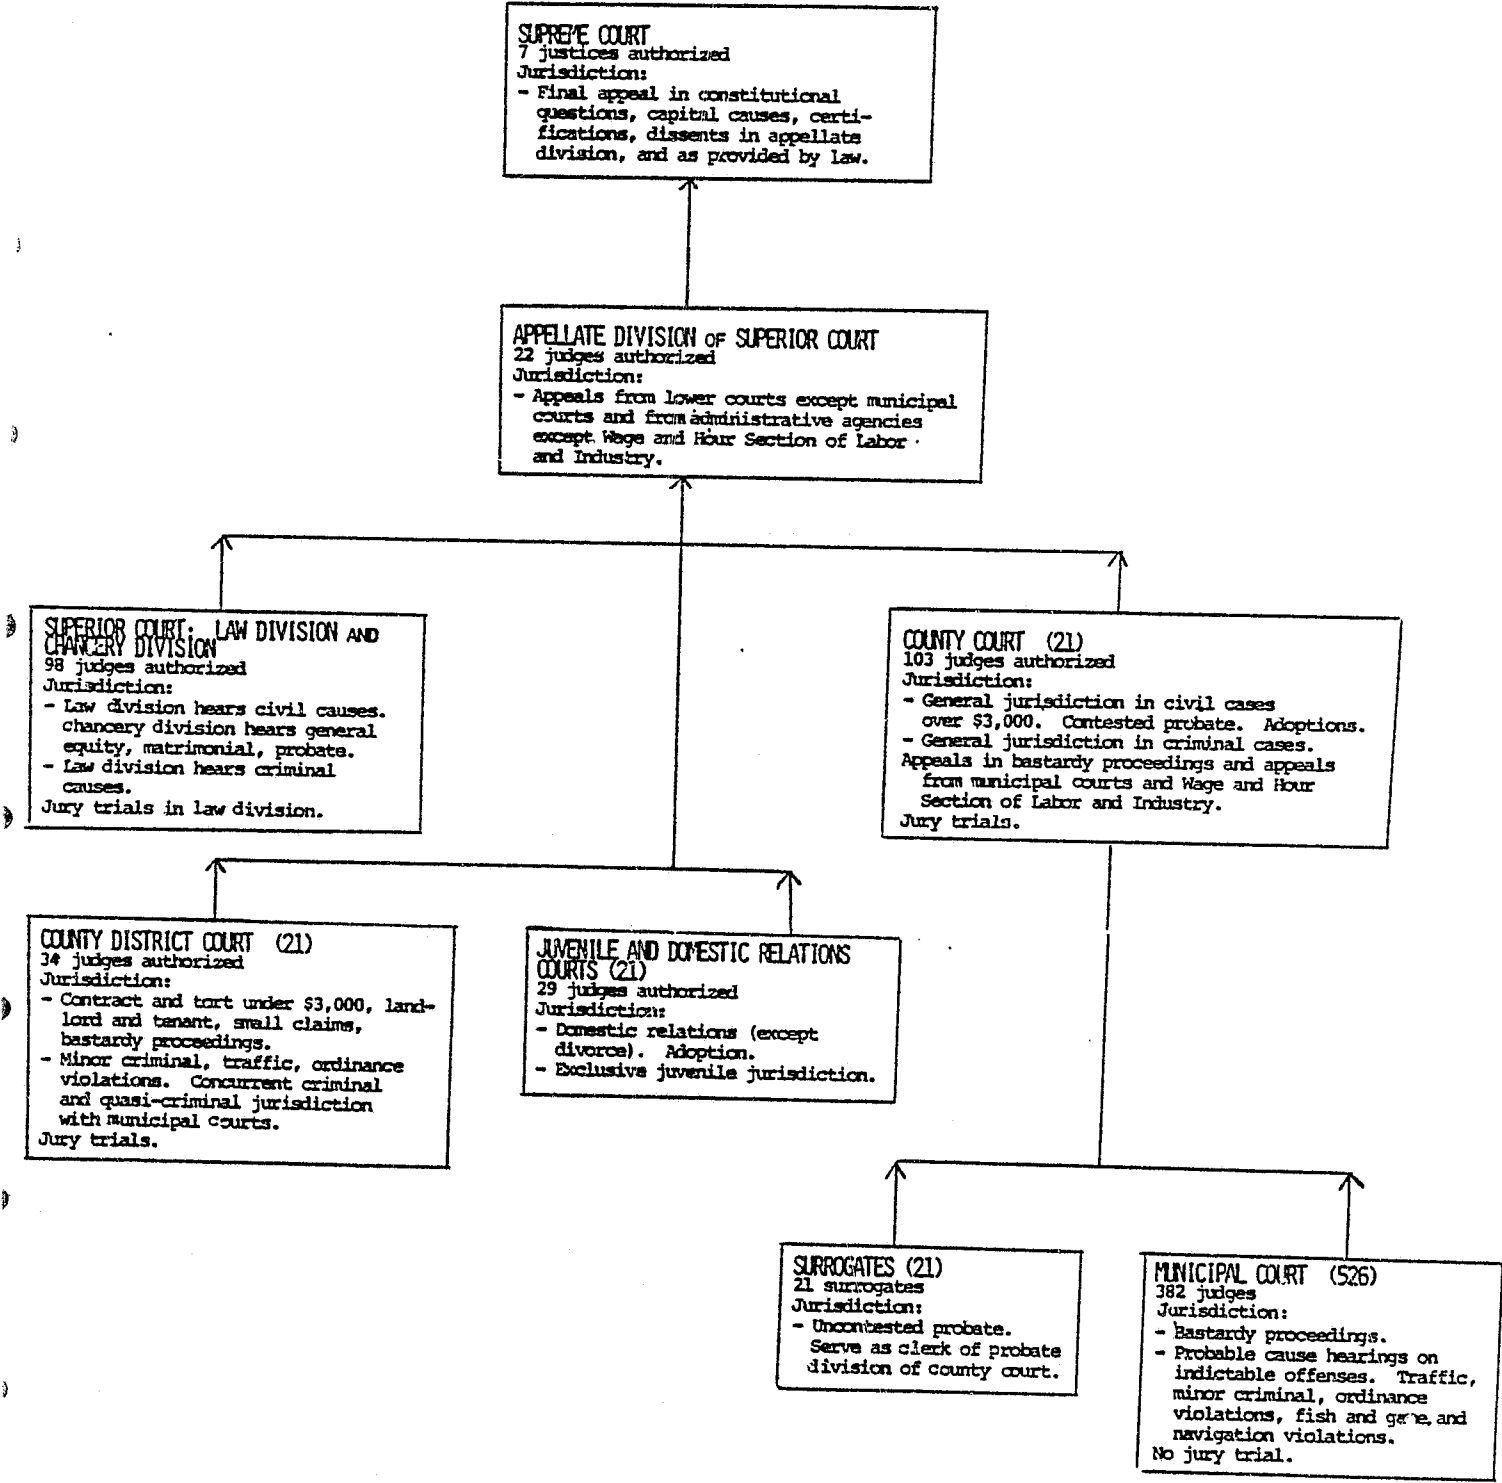 SUPREME COURT
7 justices authorized
Jurisdiction:
- Final appeal in constitutional
questions, capital causes, certi-
fications, dissents in appellate
division, and as provided by law.
APPELLATE DIVISION OF SUPERIOR COURT
22 judges authorized
Jurisdiction:
- Appeals from lower courts except municipal
courts and from administrative agencies
except Wage and Hour Section of Labor
and Industry.
SUPERIOR COURT: LAW DIVISION AND
CHANCERY DIVISION
98 judges authorized
Jurisdiction:
- Law division hears civil causes.
chancery division hears general
equity, matrimonial, probate.
- Law division hears criminal
causes.
Jury trials in law division.
COUNTY COURT (21)
103 judges authorized
Jurisdiction:
- General jurisdiction in civil cases
over $3,000. Contested probate. Adoptions.
- General jurisdiction in criminal cases.
Appeals in bastardy proceedings and appeals
from municipal courts and Wage and Hour
Section of Labor and Industry.
Jury trials.
COUNTY DISTRICT COURT (21)
34 judges authorized
Jurisdiction:
- Contract and tort under $3,000, land-
lord and tenant, small claims,
bastardy proceedings.
- Minor criminal, traffic, ordinance
violations. Concurrent criminal
and quasi-criminal jurisdiction
with municipal courts.
Jury trials.
JUVENILE AND DOMESTIC RELATIONS
COURTS (21)
29 judges authorized
Jurisdiction:
- Domestic relations (except
divorce). Adoption.
- Exclusive juvenile jurisdiction.
SURROGATES (21)
21 surrogates
Jurisdiction:
- Uncontested probate.
Serve as clerk of probate
division of county court.
MUNICIPAL COURT (526)
382 judges
Jurisdiction:
- Bastardy proceedings.
- Probable cause hearings on
indictable offenses. Traffic,
minor criminal, ordinance
violations, fish and game, and
navigation violations.
No jury trial.